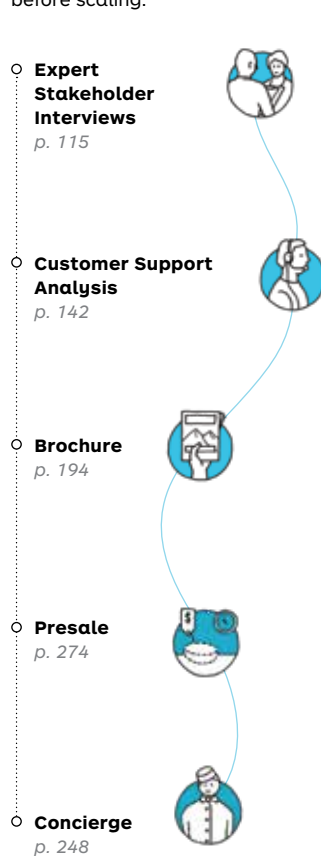 before scaling.
Expert
Stakeholder
Interviews
p. 115
Customer Support
Analysis
p. 142
Brochure
p. 194
Presale
p. 274
Concierge
p. 248